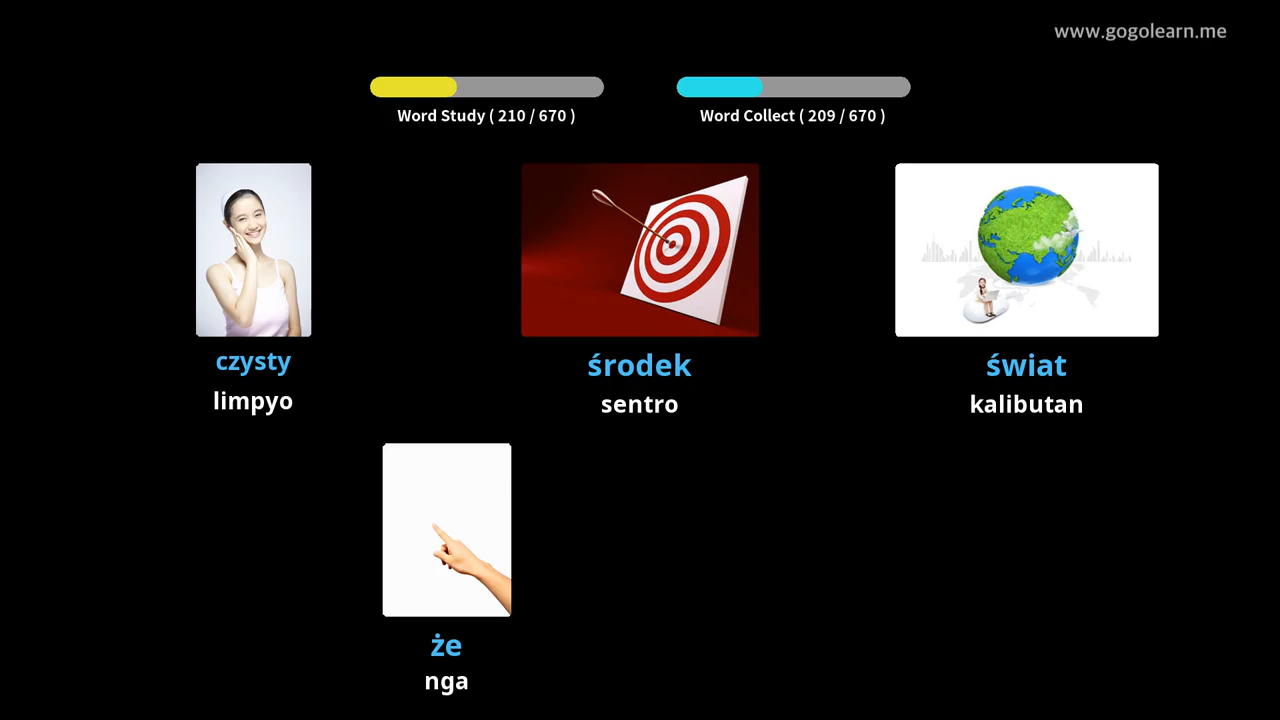 www.gogolearn.me
Word Study ( 210 / 670 )
Word Collect ( 209 / 670 )
czysty
limpyo
środek
sentro
świat
kalibutan
że
nga